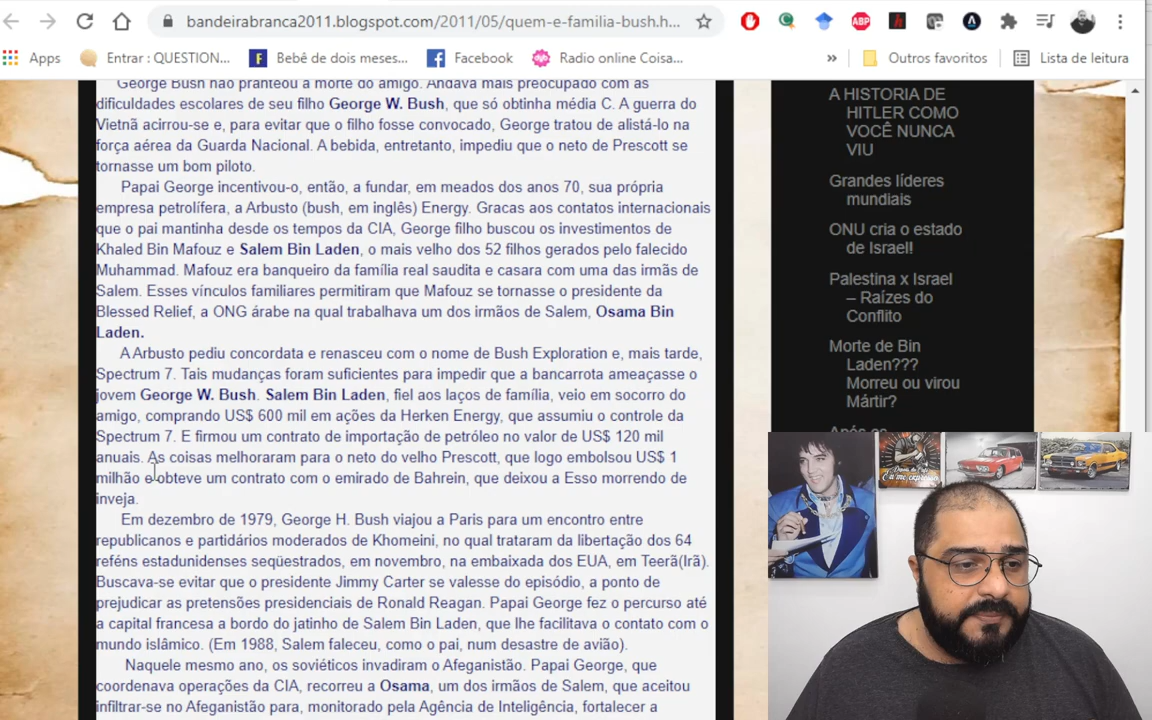 bandeirabranca2011.blogspot.com/2011/05/quem-e-familia-bush.h...
Apps
Entrar : QUESTION...
Bebê de dois meses...
Facebook
Radio online Coisa...
»
Outros favoritos
Lista de leitura
George Bush não pranteou a morte do amigo. Andava mais preocupado com as
dificuldades escolares de seu filho George W. Bush, que só obtinha média C. A guerra do
Vietnã acirrou-se e, para evitar que o filho fosse convocado, George tratou de alistá-lo na
força aérea da Guarda Nacional. A bebida, entretanto, impediu que o neto de Prescott se
tornasse um bom piloto.
Papai George incentivou-o, então, a fundar, em meados dos anos 70, sua própria
empresa petrolífera, a Arbusto (bush, em inglês) Energy. Gracas aos contatos internacionais
que o pai mantinha desde os tempos da CIA, George filho buscou os investimentos de
Khaled Bin Mafouz e Salem Bin Laden, o mais velho dos 52 filhos gerados pelo falecido
Muhammad. Mafouz era banqueiro da família real saudita e casara com uma das irmãs de
Salem. Esses vínculos familiares permitiram que Mafouz se tornasse o presidente da
Blessed Relief, a ONG árabe na qual trabalhava um dos irmãos de Salem, Osama Bin
Laden.
A Arbusto pediu concordata e renasceu com o nome de Bush Exploration e, mais tarde,
Spectrum 7. Tais mudanças foram suficientes para impedir que a bancarrota ameaçasse o
jovem George W. Bush. Salem Bin Laden, fiel aos laços de família, veio em socorro do
amigo, comprando US$ 600 mil em ações da Herken Energy, que assumiu o controle da
Spectrum 7. E firmou um contrato de importação de petróleo no valor de US$ 120 mil
anuais. As coisas melhoraram para o neto do velho Prescott, que logo embolsou US$ 1
milhão e obteve um contrato com o emirado de Bahrein, que deixou a Esso morrendo de
inveja.
Em dezembro de 1979, George H. Bush viajou a Paris para um encontro entre
republicanos e partidários moderados de Khomeini, no qual trataram da libertação dos 64
reféns estadunidenses seqüestrados, em novembro, na embaixada dos EUA, em Teerã(Irã).
Buscava-se evitar que o presidente Jimmy Carter se valesse do episódio, a ponto de
prejudicar as pretensões presidenciais de Ronald Reagan. Papai George fez o percurso até
a capital francesa a bordo do jatinho de Salem Bin Laden, que lhe facilitava o contato com o
mundo islâmico. (Em 1988, Salem faleceu, como o pai, num desastre de avião).
Naquele mesmo ano, os soviéticos invadiram o Afeganistão. Papai George, que
coordenava operações da CIA, recorreu a Osama, um dos irmãos de Salem, que aceitou
infiltrar-se no Afeganistão para, monitorado pela Agência de Inteligência, fortalecer a
A HISTORIA DE
HITLER COMO
VOCÊ NUNCA
VIU
Grandes líderes
mundiais
ONU cria o estado
de Israel!
Palestina x Israel
– Raízes do
Conflito
Morte de Bin
Laden???
Morreu ou virou
Mártir?
Após os